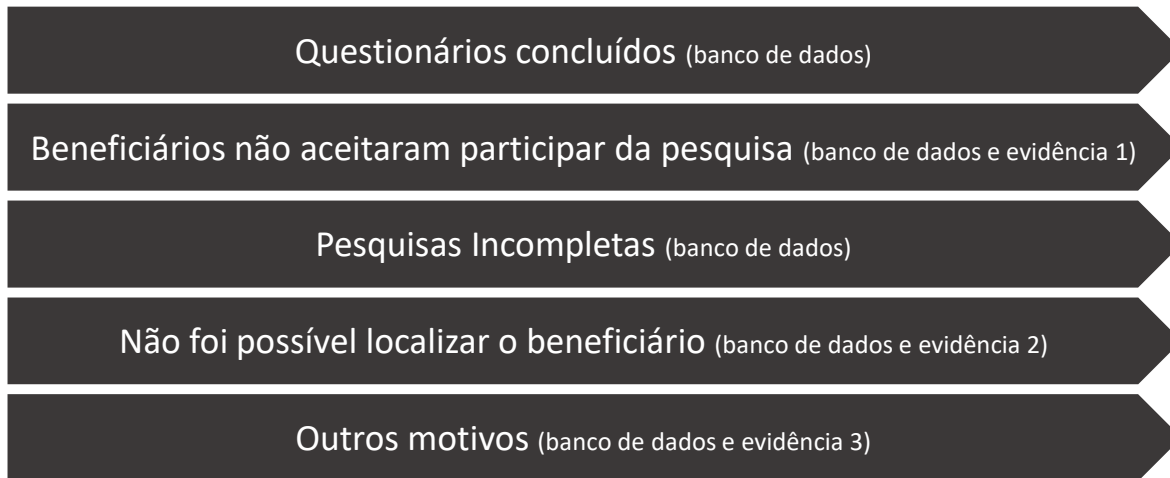 Questionários concluídos (banco de dados)
Beneficiários não aceitaram participar da pesquisa (banco de dados e evidência 1)
Pesquisas Incompletas (banco de dados)
Não foi possível localizar o beneficiário (banco de dados e evidência 2)
Outros motivos (banco de dados e evidência 3)